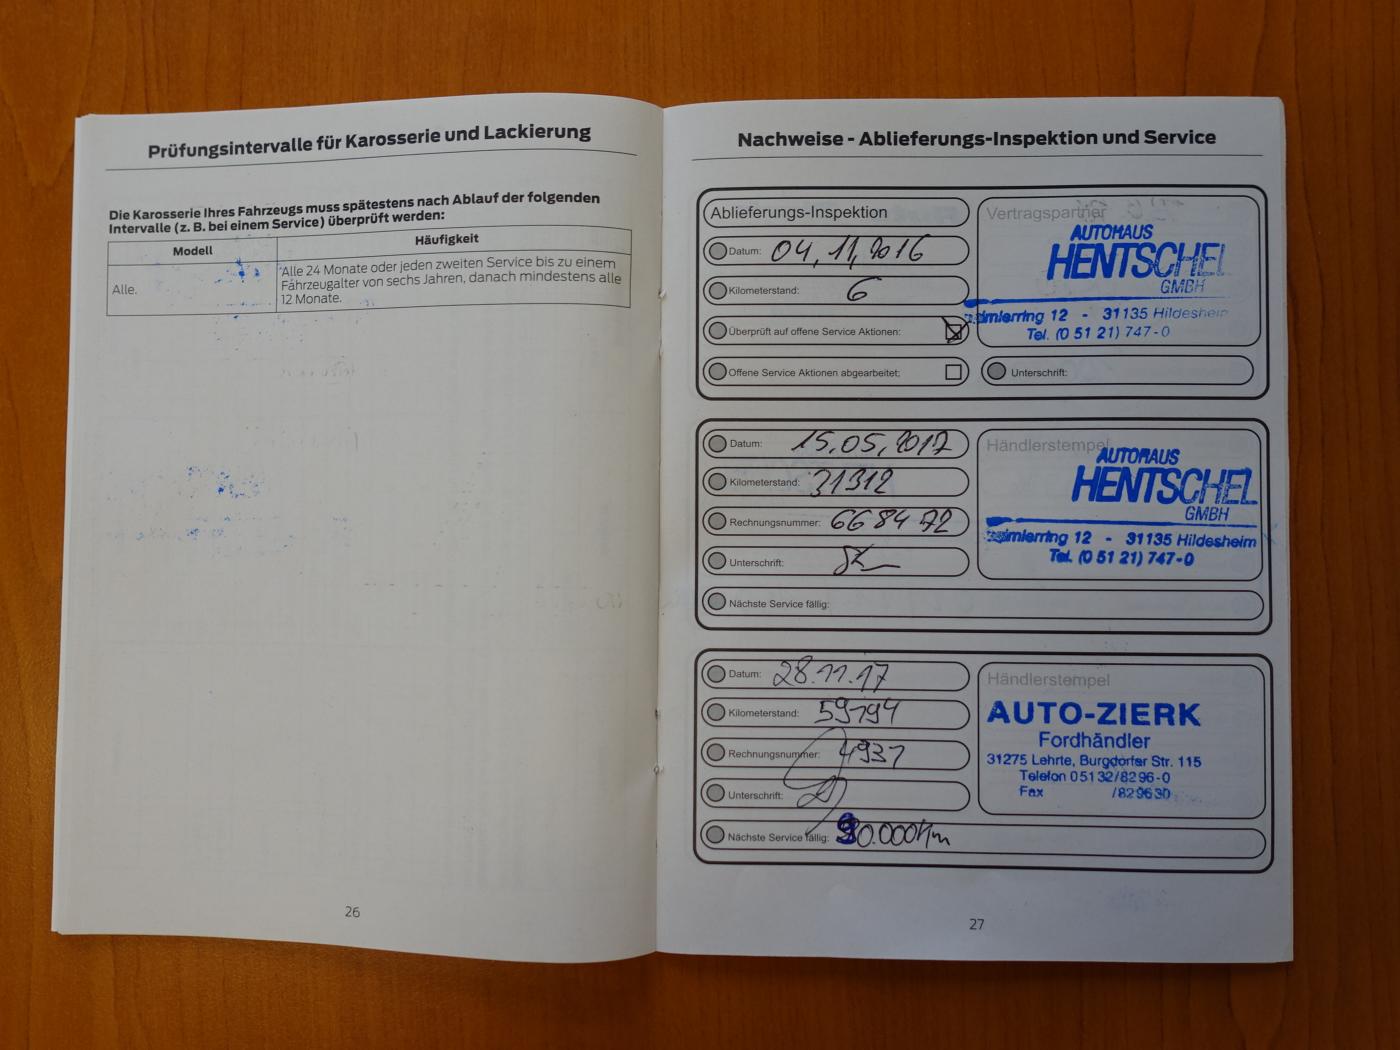 Prüfungsintervalle für Karosserie und Lackierung
Die Karosserie Ihres Fahrzeugs muss spätestens nach Ablauf der folgenden
Intervalle (z. B. bei einem Service) überprüft werden:
Modell
Häufigkeit
Alle.
Alle 24 Monate oder jeden zweiten Service bis zu einem
Fahrzeugalter von sechs Jahren, danach mindestens alle
12 Monate.
26
Nachweise - Ablieferungs-Inspektion und Service
Ablieferungs-Inspektion
Datum: 04.11.2016
Kilometerstand: 6
Überprüft auf offene Service Aktionen:
Offene Service Aktionen abgearbeitet:
Vertragspartner
AUTOHAUS
HENTSCHEL
GMBH
12 - 31135 Hildesheim
Tel. (0 51 21) 747-0
Unterschrift:
Datum: 15.05.2017
Kilometerstand: 31312
Rechnungsnummer: 668472
Unterschrift:
Nächste Service fällig:
Händlerstempel
AUTOHAUS
HENTSCHEL
GMBH
12 - 31135 Hildesheim
Tel. (0 51 21) 747-0
Datum: 28.11.17
Kilometerstand: 59794
Rechnungsnummer: 4937
Unterschrift:
Nächste Service fällig: 90.000Km
Händlerstempel
AUTO-ZIERK
Fordhändler
31275 Lehrte, Burgdorfer Str. 115
Telefon 05132/8296-0
Fax /829630
27